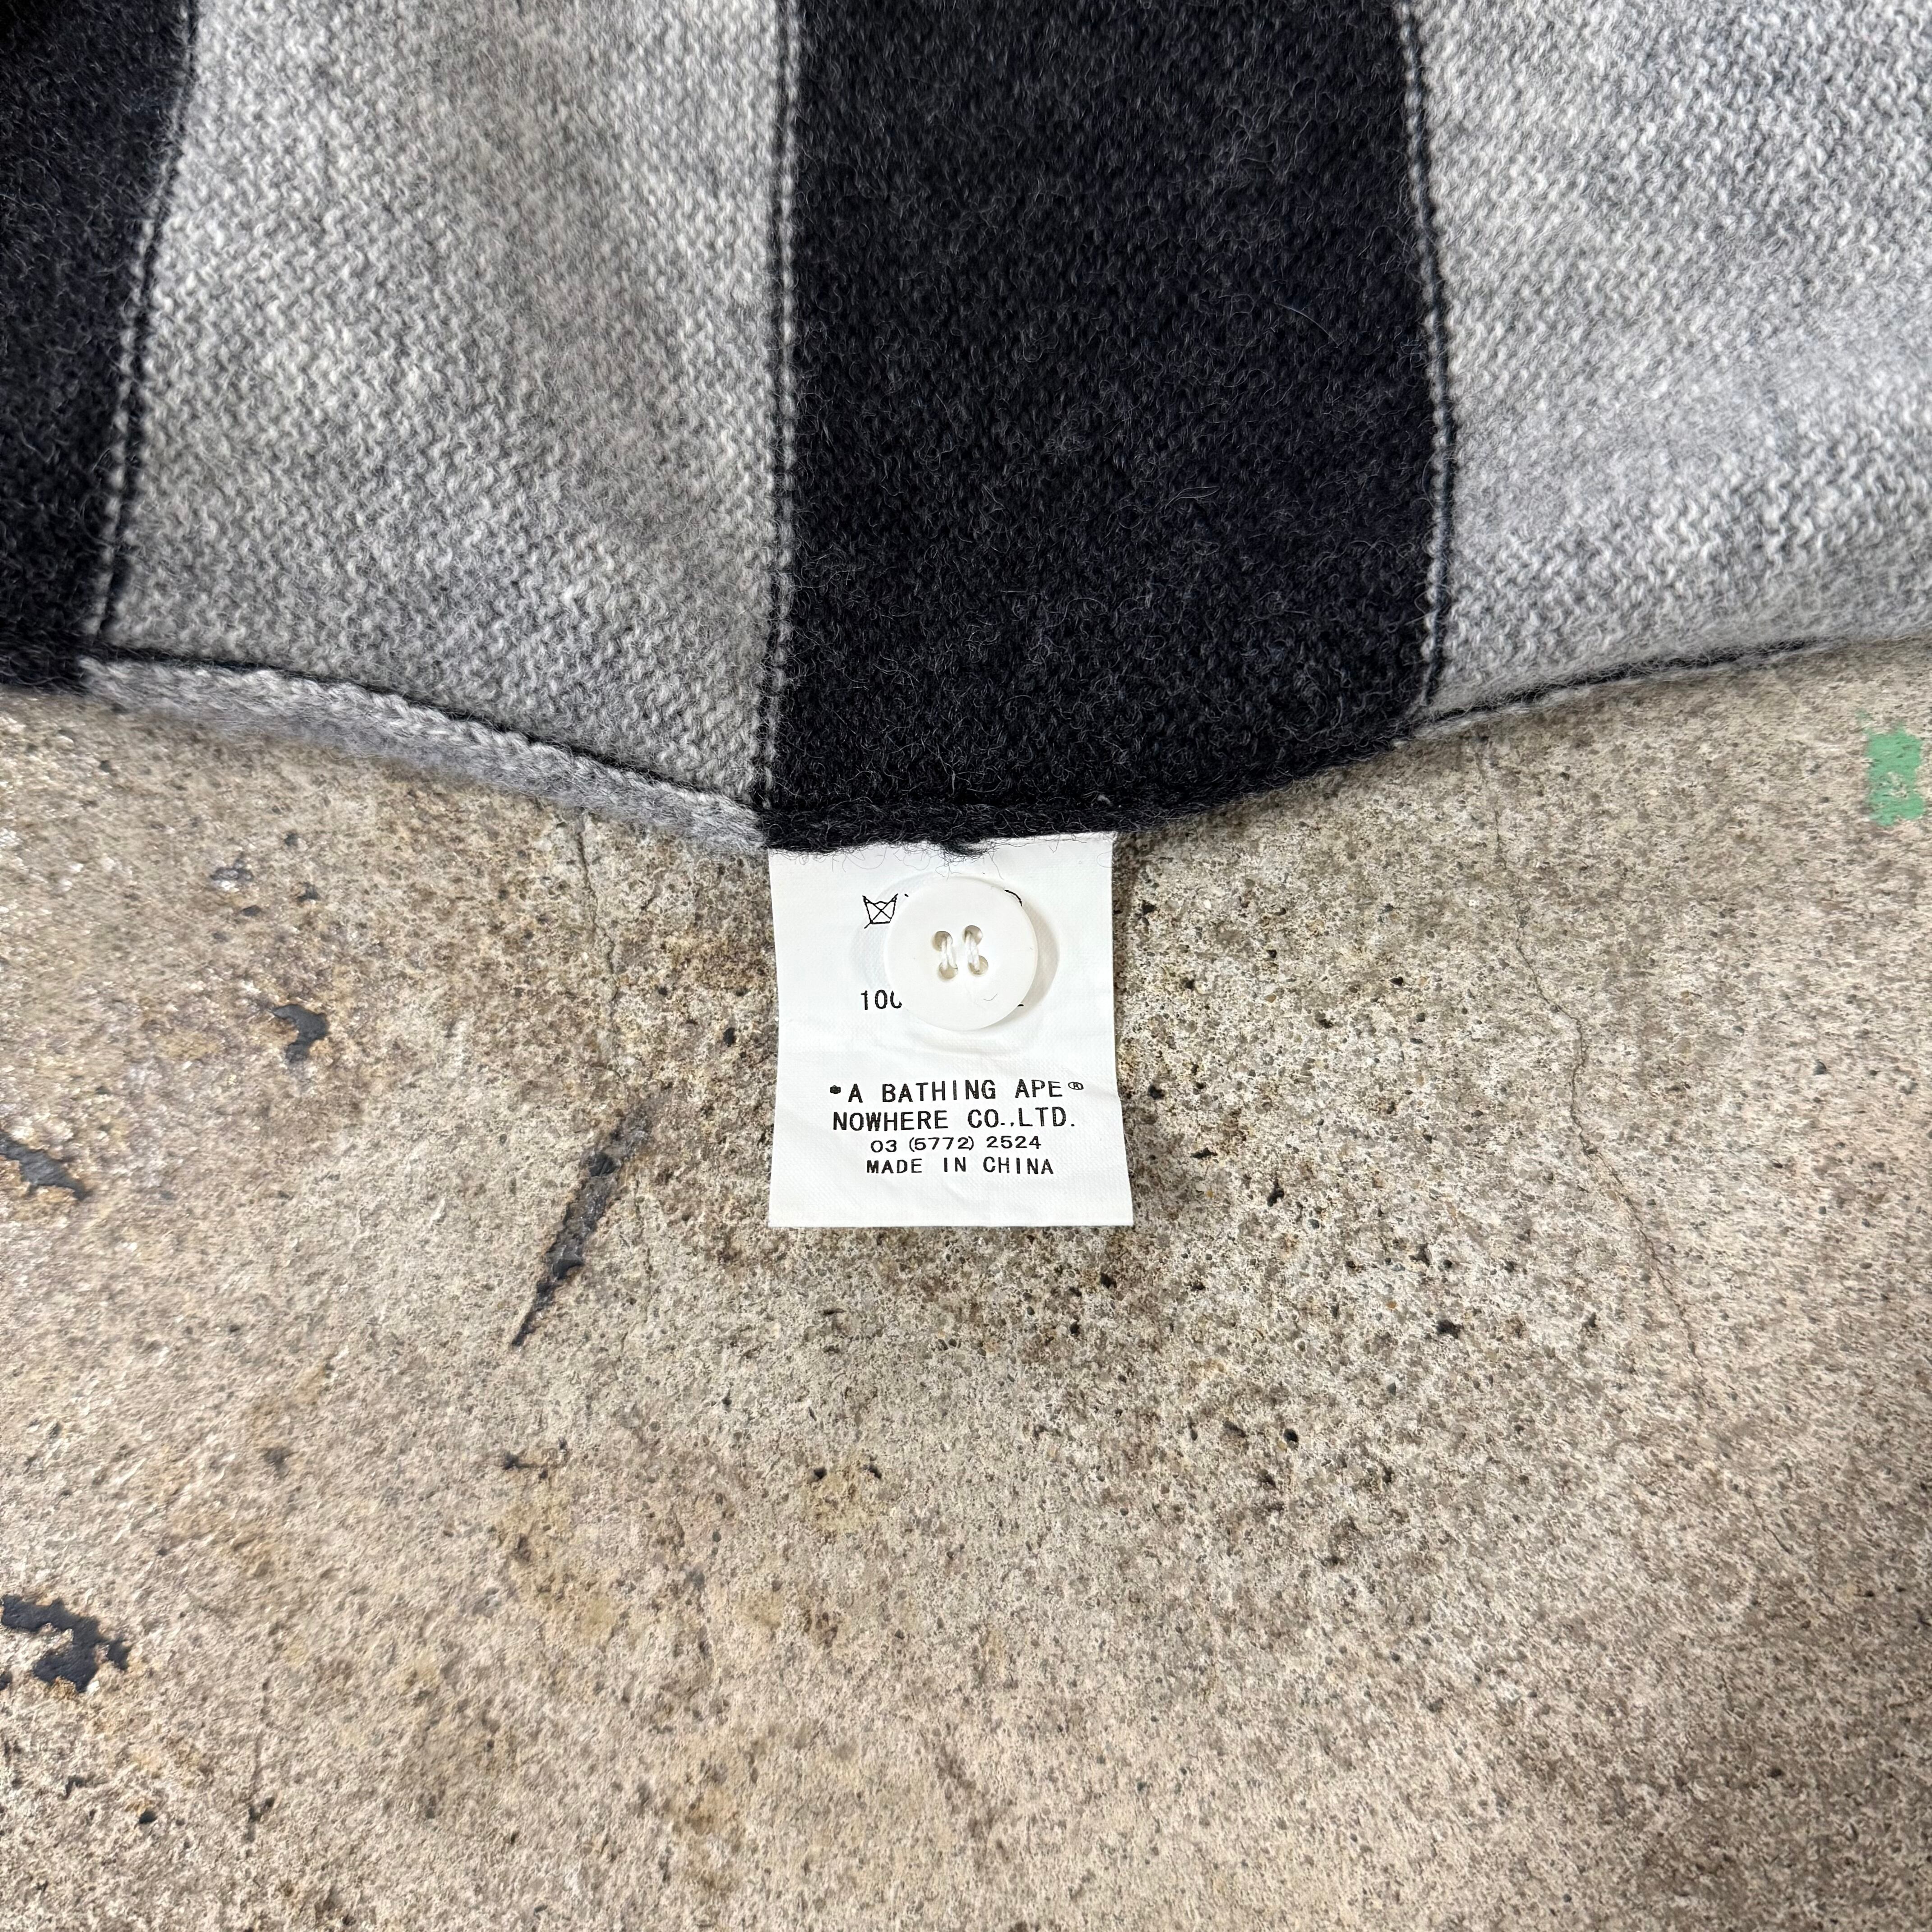 100
*A BATHING APE®
NOWHERE CO.,LTD.
03 (5772) 2524
MADE IN CHINA